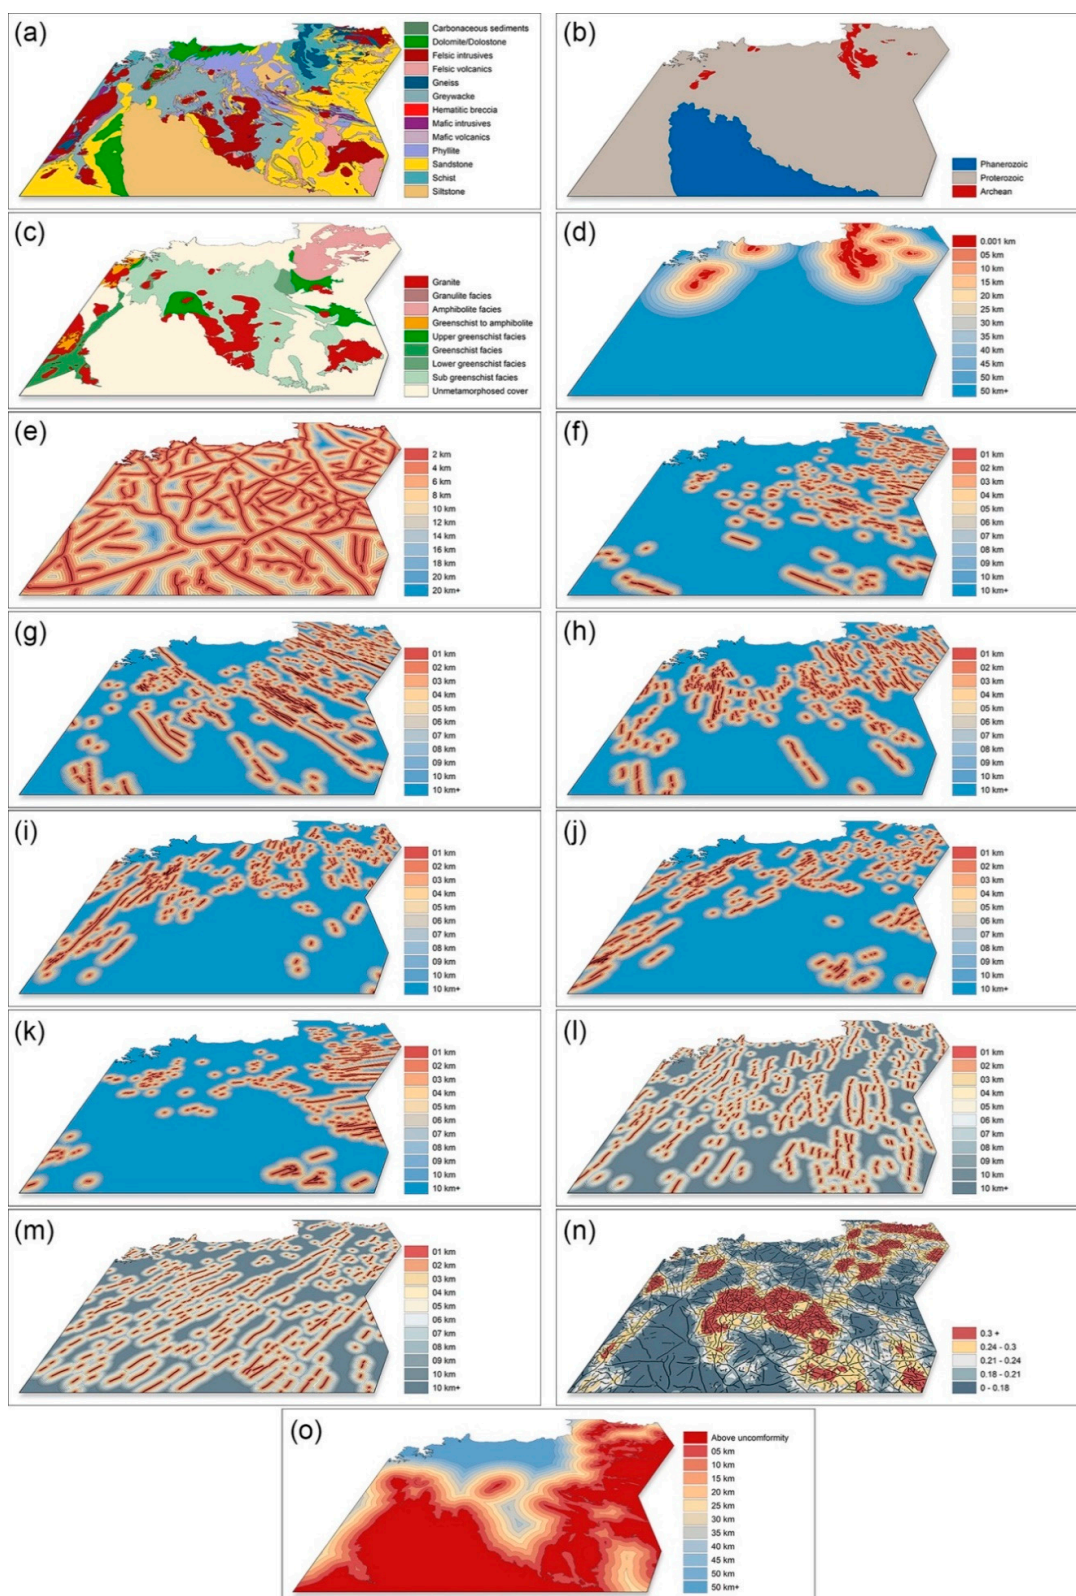 (a)
Carbonaceous sediments
Dolomite/Dolostone
Felsic intrusives
Felsic volcanics
Gneiss
Greywacke
Hematitic breccia
Mafic intrusives
Mafic volcanics
Phyllite
Sandstone
Schist
Siltstone
(b)
Phanerozoic
Proterozoic
Archean
(c)
Granite
Granulite facies
Amphibolite facies
Greenschist to amphibolite
Upper greenschist facies
Greenschist facies
Lower greenschist facies
Sub greenschist facies
Unmetamorphosed cover
(d)
0.001 km
05 km
10 km
15 km
20 km
25 km
30 km
35 km
40 km
45 km
50 km
50 km+
(e)
2 km
4 km
6 km
8 km
10 km
12 km
14 km
16 km
18 km
20 km
20 km+
(f)
01 km
02 km
03 km
04 km
05 km
06 km
07 km
08 km
09 km
10 km
10 km+
(g)
01 km
02 km
03 km
04 km
05 km
06 km
07 km
08 km
09 km
10 km
10 km+
(h)
01 km
02 km
03 km
04 km
05 km
06 km
07 km
08 km
09 km
10 km
10 km+
(i)
01 km
02 km
03 km
04 km
05 km
06 km
07 km
08 km
09 km
10 km
10 km+
(j)
01 km
02 km
03 km
04 km
05 km
06 km
07 km
08 km
09 km
10 km
10 km+
(k)
01 km
02 km
03 km
04 km
05 km
06 km
07 km
08 km
09 km
10 km
10 km+
(l)
01 km
02 km
03 km
04 km
05 km
06 km
07 km
08 km
09 km
10 km
10 km+
(m)
01 km
02 km
03 km
04 km
05 km
06 km
07 km
08 km
09 km
10 km
10 km+
(n)
0.3 +
0.24 - 0.3
0.21 - 0.24
0.18 - 0.21
0 - 0.18
(o)
Above uncomformity
05 km
10 km
15 km
20 km
25 km
30 km
35 km
40 km
45 km
50 km
50 km+